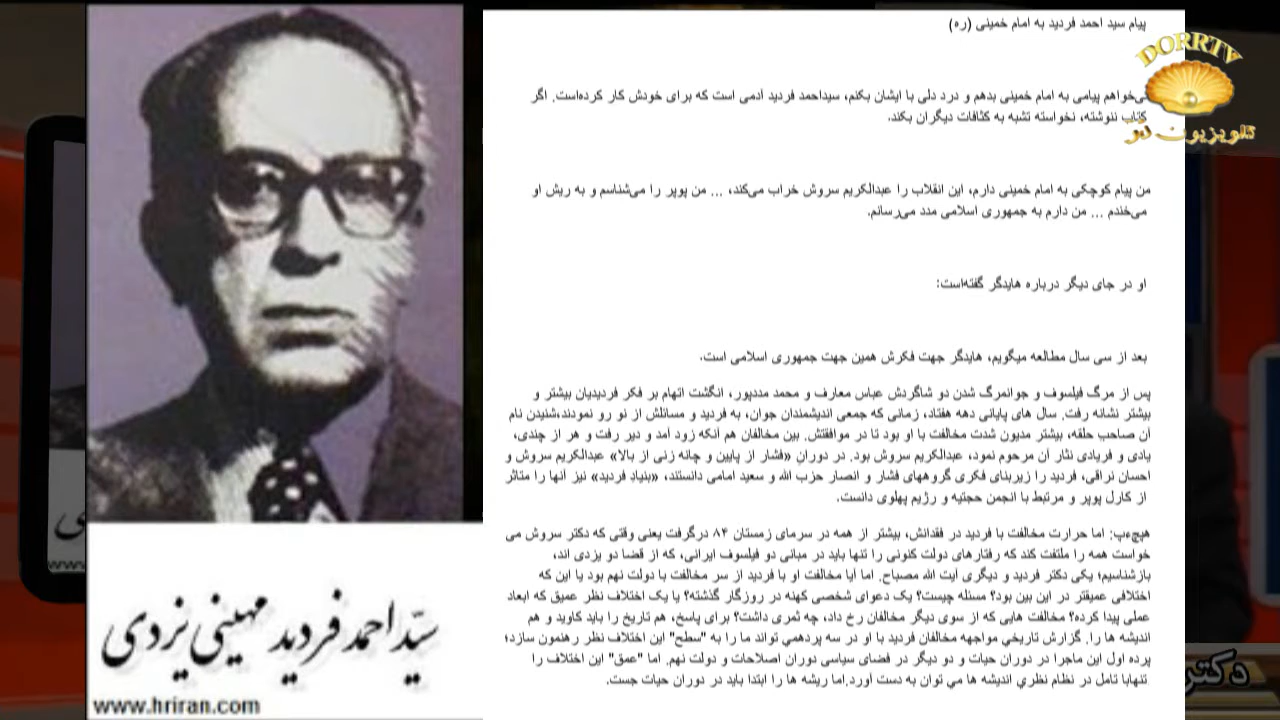 پیام سید احمد فردید به امام خمینی (ره)
می‌خواهم پیامی به امام خمینی بدهم و درد دلی با ایشان بکنم، سیداحمد فردید آدمی است که برای خودش کار کرده‌است. اگر
کتاب ننوشته، نخواسته تشبه به کثافات دیگران بکند.
من پیام کوچکی به امام خمینی دارم، این انقلاب را عبدالکریم سروش خراب می‌کند، ... من پوپر را می‌شناسم و به ریش او
می‌خندم ... من دارم به جمهوری اسلامی مدد می‌رسانم.
او در جای دیگر درباره هایدگر گفته‌است:
بعد از سی سال مطالعه میگویم، هایدگر جهت فکرش همین جهت جمهوری اسلامی است.
پس از مرگ فیلسوف و جوانمرگ شدن دو شاگردش عباس معارف و محمد مددپور، انگشت اتهام بر فکر فردیدیان بیشتر و
بیشتر نشانه رفت. سال های پایانی دهه هفتاد، زمانی که جمعی اندیشمندان جوان، به فردید و مسائلش از نو رو نمودند،شنیدن نام
آن صاحب حلقه، بیشتر مدیون شدت مخالفت با او بود تا در موافقتش. بین مخالفان هم آنکه زود آمد و دیر رفت و هر از چندی،
یادی و فریادی نثار آن مرحوم نمود، عبدالکریم سروش بود. در دورانِ «فشار از پایین و چانه زنی از بالا» عبدالکریم سروش و
احسان نراقی، فردید را زیربنای فکری گروههای فشار و انصار حزب الله و سعید امامی دانستند، «بنیادِ فردید» نیز آنها را متاثر
از کارل پوپر و مرتبط با انجمن حجتیه و رژیم پهلوی دانست.
هیچءپ: اما حرارت مخالفت با فردید در فقدانش، بیشتر از همه در سرمای زمستان ۸۴ درگرفت یعنی وقتی که دکتر سروش می
خواست همه را ملتفت کند که رفتارهای دولت کنونی را تنها باید در مبانی دو فیلسوف ایرانی، که از قضا دو یزدی اند،
بازشناسیم؛ یکی دکتر فردید و دیگری آیت الله مصباح. اما آیا مخالفت او با فردید از سر مخالفت با دولت نهم بود یا این که
اختلافی عمیقتر در این بین بود؟ مسئله چیست؟ یک دعوای شخصی کهنه در روزگار گذشته؟ یا یک اختلاف نظر عمیق که ابعاد
عملی پیدا کرده؟ مخالفت هایی که از سوی دیگر مخالفان رخ داد، چه ثمری داشت؟ برای پاسخ، هم تاریخ را باید کاوید و هم
اندیشه ها را. گزارش تاریخي مواجهه مخالفان فردید با او در سه پردهمي تواند ما را به "سطح" این اختلاف نظر رهنمون سازد؛
پرده اول این ماجرا در دوران حیات و دو دیگر در فضای سیاسی دوران اصلاحات و دولت نهم. اما "عمق" این اختلاف را
تنهابا تامل در نظام نظري اندیشه ها مي توان به دست آورد.اما ریشه ها را ابتدا باید در دوران حیات جست.
DORRTV
تلویزیون دُر
سیّد احمد فردید مهینی یزدی
www.hriran.com
دکتر